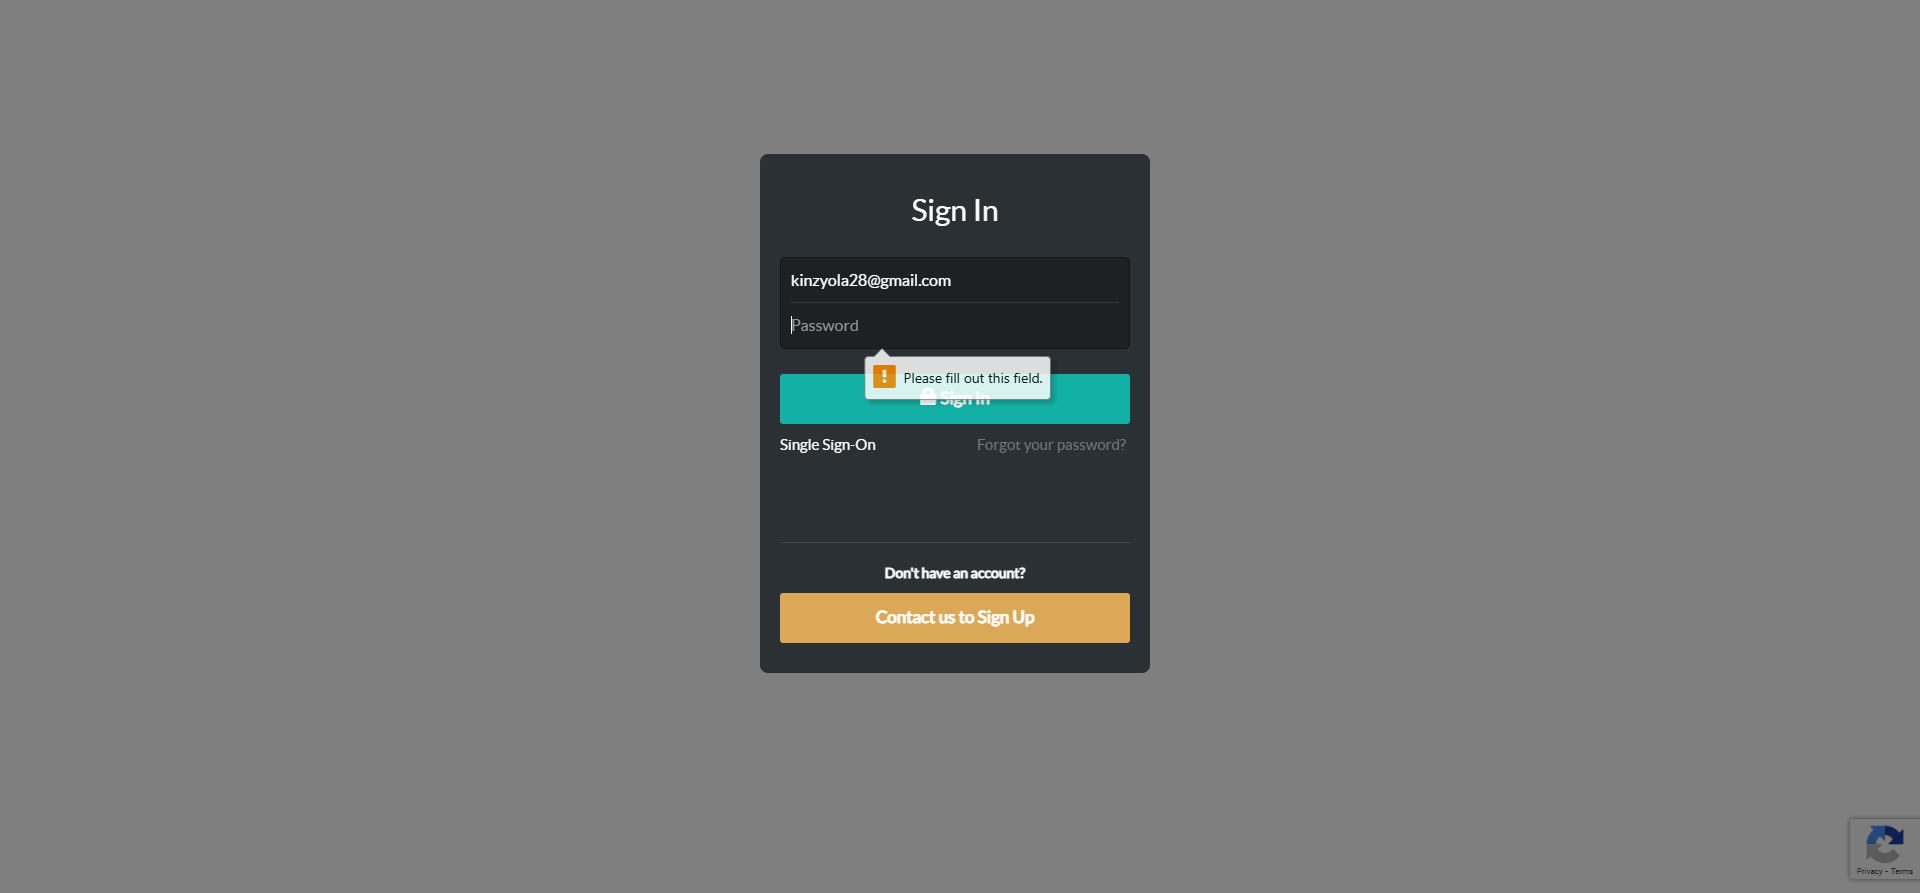 Sign In
kinzyola28@gmail.com
Password
Please fill out this field.
Sign In
Single Sign-On Forgot your password?
Don't have an account?
Contact us to Sign Up
Privacy - Terms